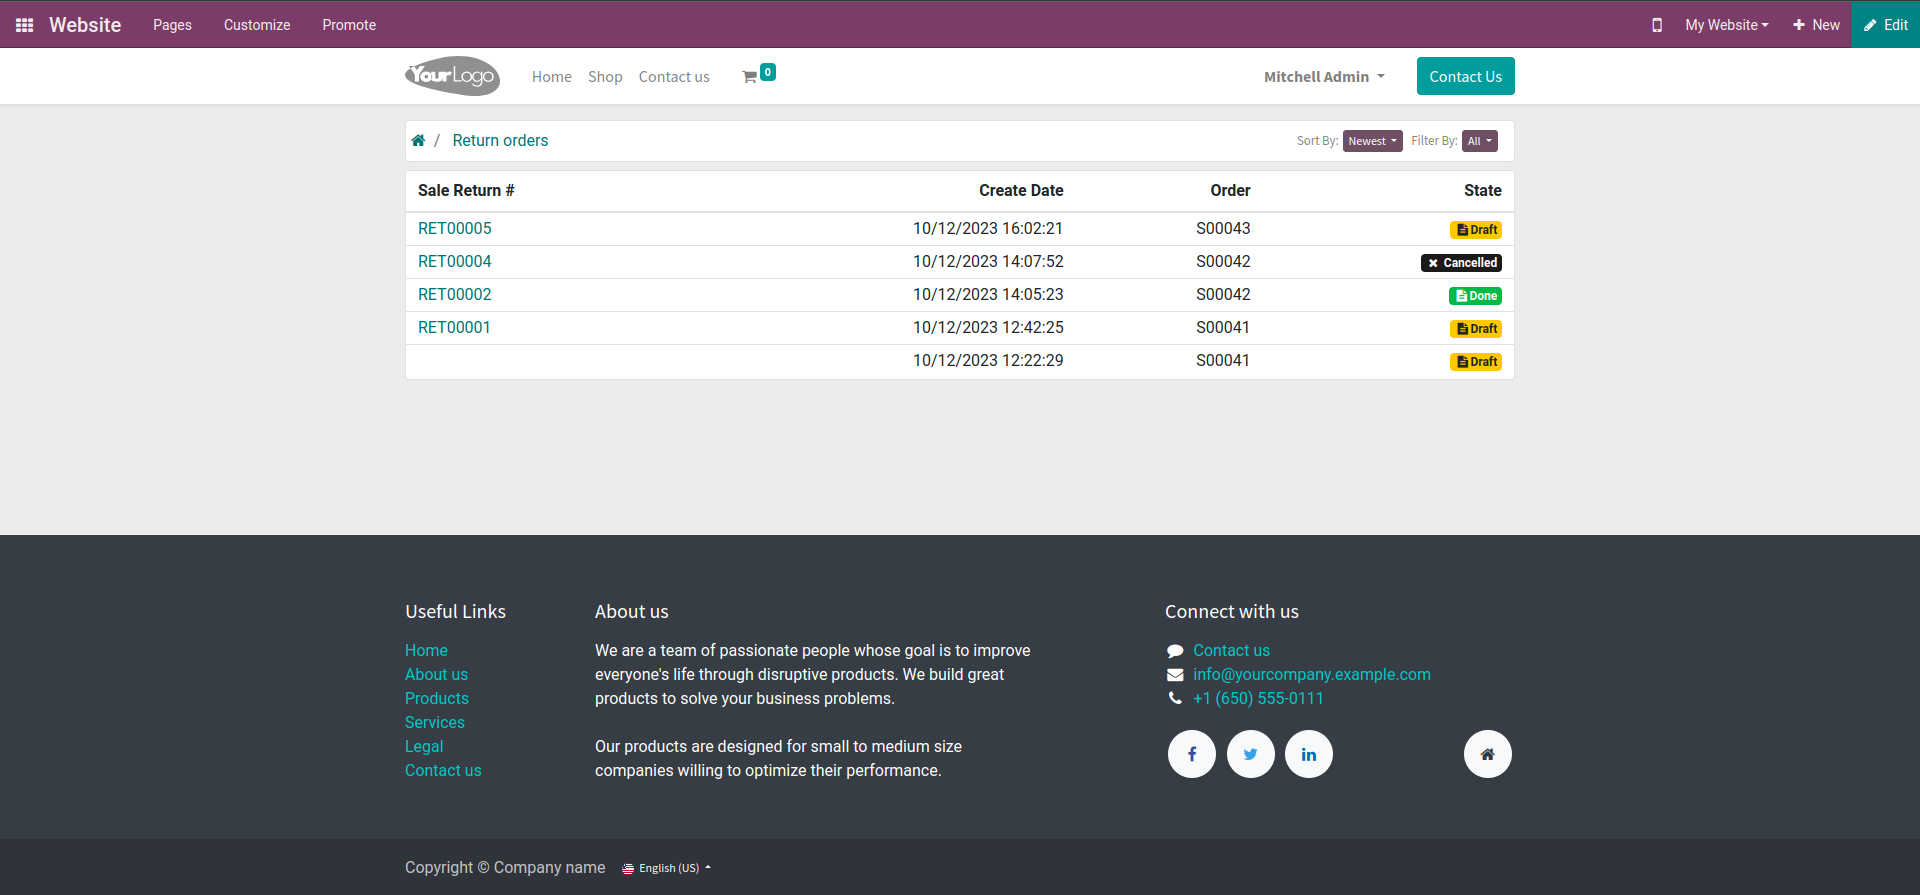 Website Pages Customize Promote My Website New Edit
YourLogo Home Shop Contact us 0 Mitchell Admin Contact Us
/ Return orders Sort By: Newest Filter By: All
Sale Return # Create Date Order State
RET00005 10/12/2023 16:02:21 S00043 Draft
RET00004 10/12/2023 14:07:52 S00042 Cancelled
RET00002 10/12/2023 14:05:23 S00042 Done
RET00001 10/12/2023 12:42:25 S00041 Draft
10/12/2023 12:22:29 S00041 Draft
Useful Links
Home
About us
Products
Services
Legal
Contact us
About us
We are a team of passionate people whose goal is to improve
everyone's life through disruptive products. We build great
products to solve your business problems.
Our products are designed for small to medium size
companies willing to optimize their performance.
Connect with us
Contact us
info@yourcompany.example.com
+1 (650) 555-0111
Copyright © Company name English (US)